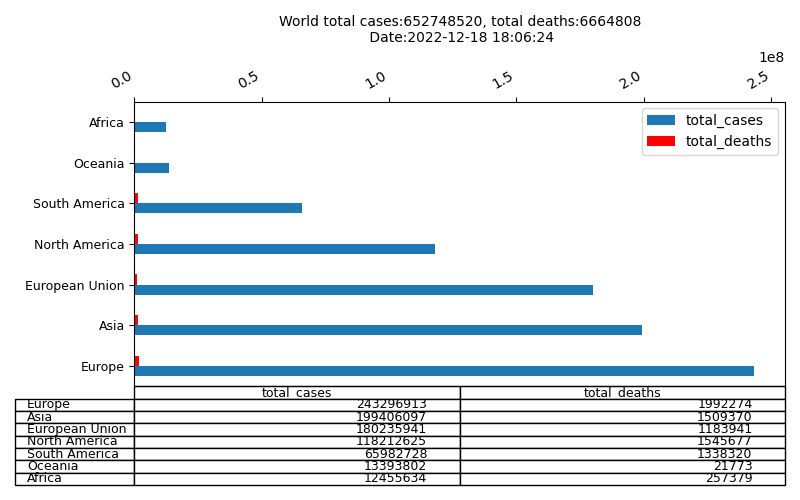 World total cases:652748520, total deaths:6664808
Date:2022-12-18 18:06:24
1e8
0.0 0.5 1.0 1.5 2.0 2.5
total_cases
total_deaths
Africa
Oceania
South America
North America
European Union
Asia
Europe
total_cases total_deaths
Europe 243296913 1992274
Asia 199406097 1509370
European Union 180235941 1183941
North America 118212625 1545677
South America 65982728 1338320
Oceania 13393802 21773
Africa 12455634 257379